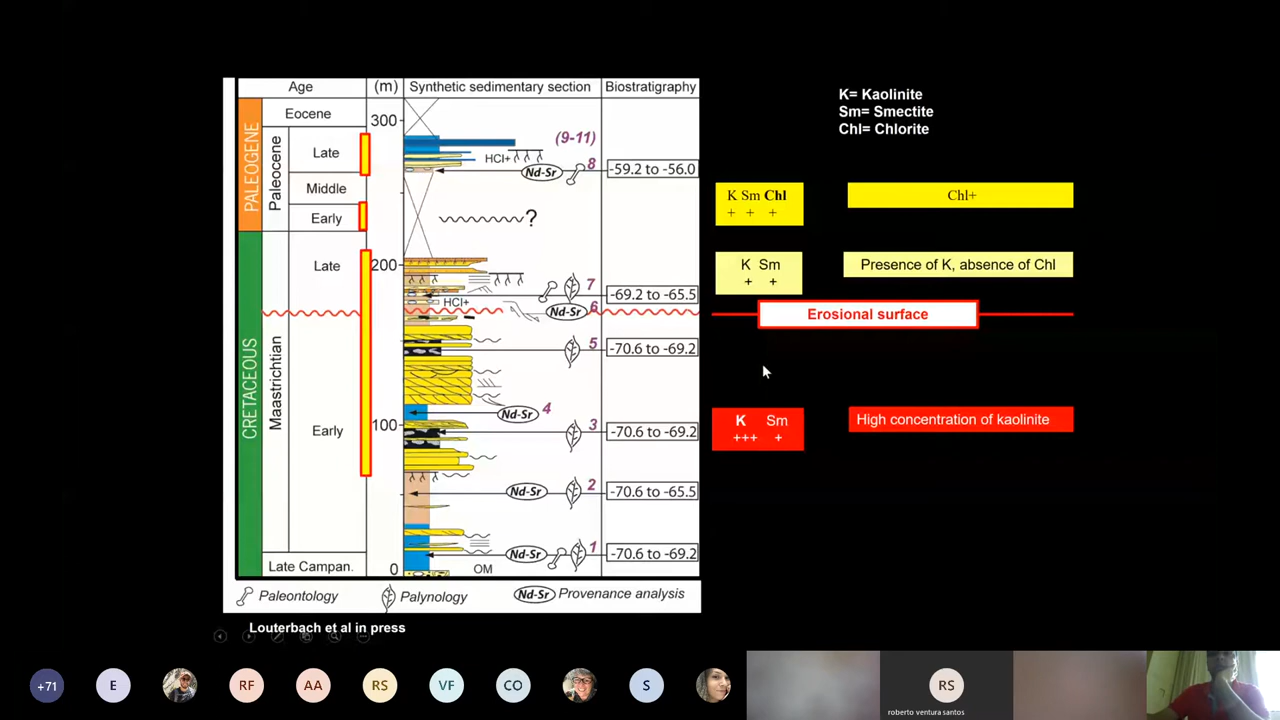 Age (m) Synthetic sedimentary section Biostratigraphy
PALEOGENE
Paleocene
Eocene
Late
Middle
Early
CRETACEOUS
Maastrichtian
Late
Early
Late Campan.
300
200
100
0
(9-11)
HCl+
8
Nd-Sr
-59.2 to -56.0
?
7
-69.2 to -65.5
HCl+
Nd-Sr 6
5
-70.6 to -69.2
Nd-Sr 4
3
-70.6 to -69.2
Nd-Sr 2
-70.6 to -65.5
Nd-Sr 1
-70.6 to -69.2
OM
Paleontology Palynology Nd-Sr Provenance analysis
Louterbach et al in press
K= Kaolinite
Sm= Smectite
Chl= Chlorite
K Sm Chl
+ + +
Chl+
K Sm
+ +
Presence of K, absence of Chl
Erosional surface
K Sm
+++ +
High concentration of kaolinite
+71 E RF AA RS VF CO S RS
roberto ventura santos